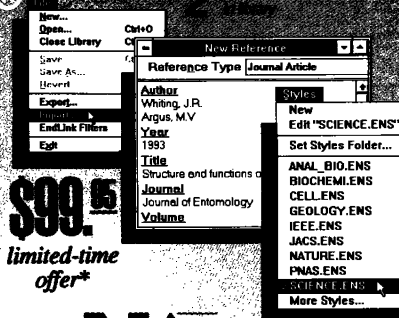 New...
Open... Ctrl+O
Close Library
Save
Save As...
Revert
Export...
Import...
EndLink Filters
Exit
New Reference
Reference Type Journal Article
Author
Whiting, J.R.
Argus, M.V
Year
1993
Title
Structure and functions o
Journal
Journal of Entomology
Volume
Styles
New
Edit "SCIENCE.ENS"
Set Styles Folder...
ANAL_BIO.ENS
BIOCHEMI.ENS
CELL.ENS
GEOLOGY.ENS
IEEE.ENS
JACS.ENS
NATURE.ENS
PNAS.ENS
SCIENCE.ENS
More Styles...
$99.95
limited-time
offer*